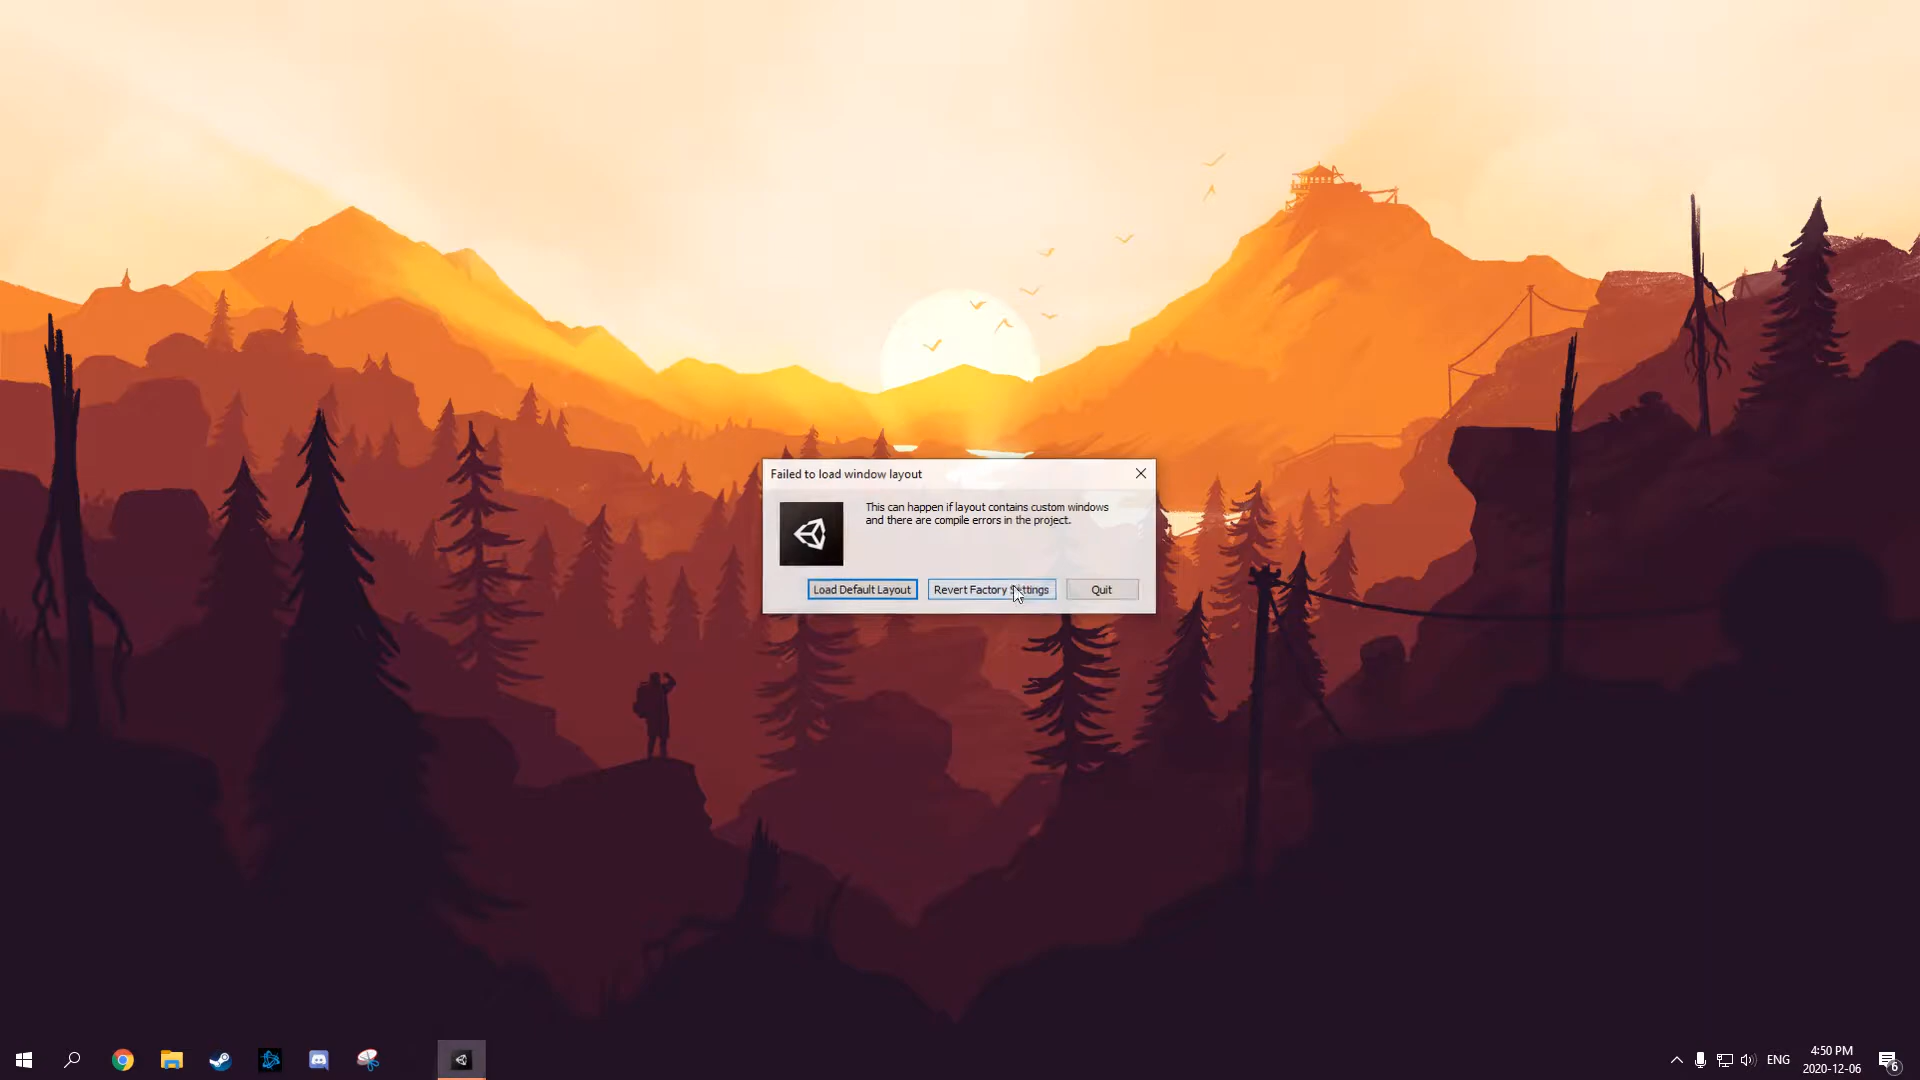 Failed to load window layout
This can happen if layout contains custom windows
and there are compile errors in the project.
Load Default Layout
Revert Factory Settings
Quit
ENG
4:50 PM
2020-12-06
6